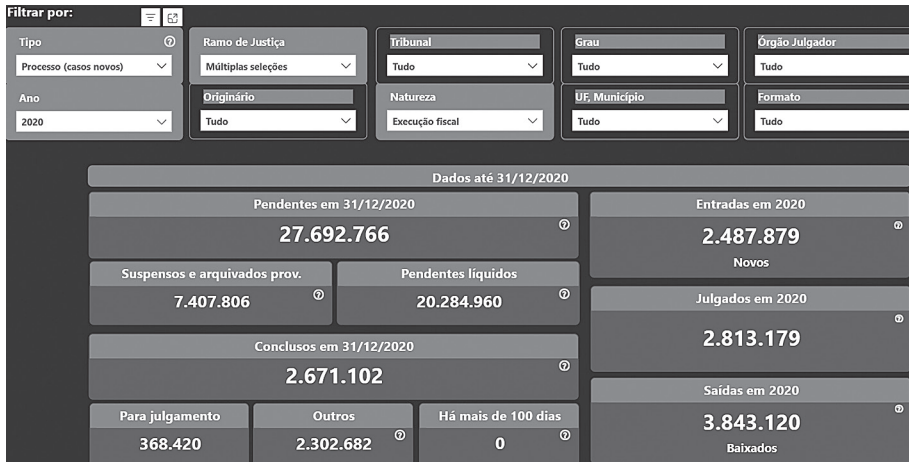 Filtrar por:
Tipo
Processo (casos novos)
Ramo de Justiça
Múltiplas seleções
Tribunal
Tudo
Grau
Tudo
Órgão Julgador
Tudo
Ano
2020
Originário
Tudo
Natureza
Execução fiscal
UF, Município
Tudo
Formato
Tudo
Dados até 31/12/2020
Pendentes em 31/12/2020
27.692.766
Suspensos e arquivados prov.
7.407.806
Pendentes líquidos
20.284.960
Conclusos em 31/12/2020
2.671.102
Para julgamento
368.420
Outros
2.302.682
Há mais de 100 dias
0
Entradas em 2020
2.487.879
Novos
Julgados em 2020
2.813.179
Saídas em 2020
3.843.120
Baixados